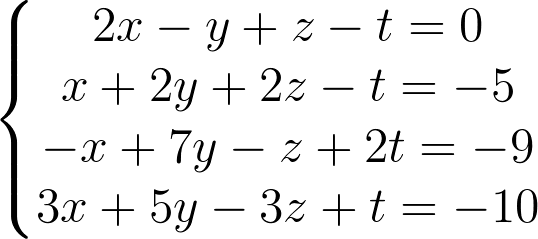 2x − y + z − t = 0
x + 2y + 2z − t = −5
−x + 7y − z + 2t = −9
3x + 5y − 3z + t = −10